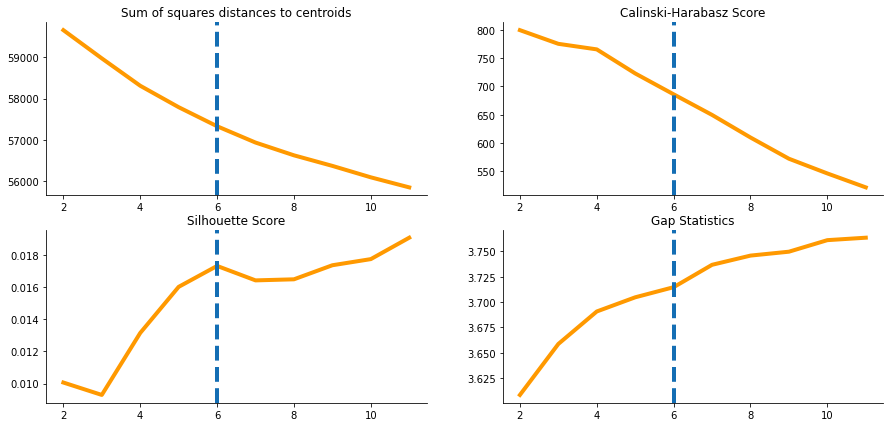 Sum of squares distances to centroids
59000
58000
57000
56000
2 4 6 8 10
Calinski-Harabasz Score
800
750
700
650
600
550
2 4 6 8 10
Silhouette Score
0.018
0.016
0.014
0.012
0.010
2 4 6 8 10
Gap Statistics
3.750
3.725
3.700
3.675
3.650
3.625
2 4 6 8 10